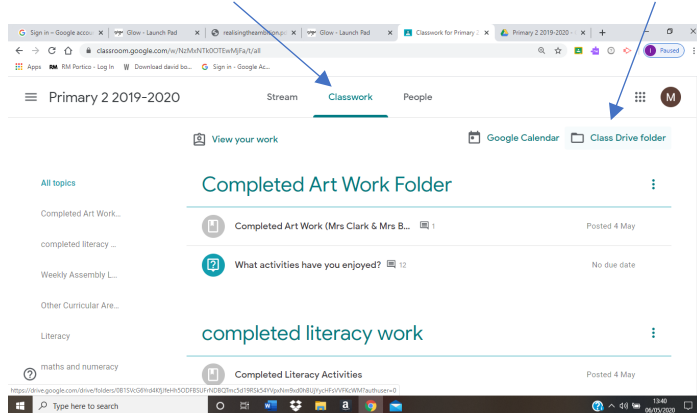 Sign in – Google accou
Glow - Launch Pad
realisingtheambition.p
Glow - Launch Pad
Classwork for Primary 2
Primary 2 2019-2020 -
classroom.google.com/w/
/t/all
Paused
Apps RM Portico - Log In Download david bo... Sign in - Google Ac...
Primary 2 2019-2020 Stream Classwork People M
View your work Google Calendar Class Drive folder
All topics
Completed Art Work Folder
Completed Art Work...
Completed Art Work (Mrs Clark & Mrs B... 1 Posted 4 May
completed literacy ...
What activities have you enjoyed? 12 No due date
Weekly Assembly L...
Other Curricular Are...
Literacy
completed literacy work
maths and numeracy
Completed Literacy Activities Posted 4 May
Type here to search
13:40
06/05/2020